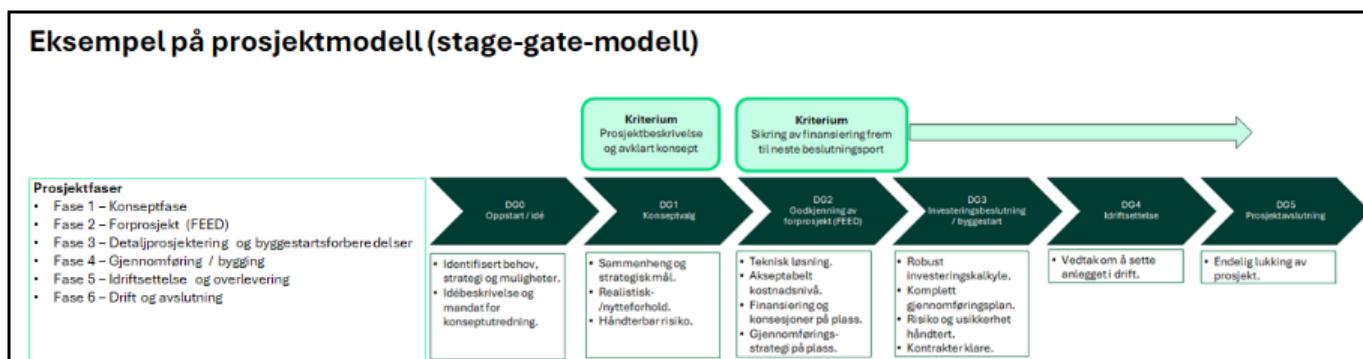 Eksempel på prosjektmodell (stage-gate-modell)
Kriterium
Prosjektbeskrivelse
og avklart konsept
Kriterium
Sikring av finansiering frem
til neste beslutningsport
Prosjektfaser
• Fase 1 – Konseptfase
• Fase 2 – Forprosjekt (FEED)
• Fase 3 – Detaljprosjektering og byggestartsforberedelser
• Fase 4 – Gjennomføring / bygging
• Fase 5 – Idriftsettelse og overlevering
• Fase 6 – Drift og avslutning
DG0
Oppstart / idé
• Identifisert behov,
strategi og muligheter.
• Idébeskrivelse og
mandat for
konseptutredning.
DG1
Konseptvalg
• Sammenheng og
strategisk mål.
• Realistisk-
/nytteforhold.
• Håndterbar risiko.
DG2
Godkjenning av
forprosjekt (FEED)
• Teknisk løsning.
• Akseptabelt
kostnadsnivå.
• Finansiering og
konsesjoner på plass.
• Gjennomførings-
strategi på plass.
DG3
Investeringsbeslutning
/ byggestart
• Robust
investeringskalkyle.
• Komplett
gjennomføringsplan.
• Risiko og usikkerhet
håndtert.
• Kontrakter klare.
DG4
Idriftsettelse
• Vedtak om å sette
anlegget i drift.
DG5
Prosjektavslutning
• Endelig lukking av
prosjekt.